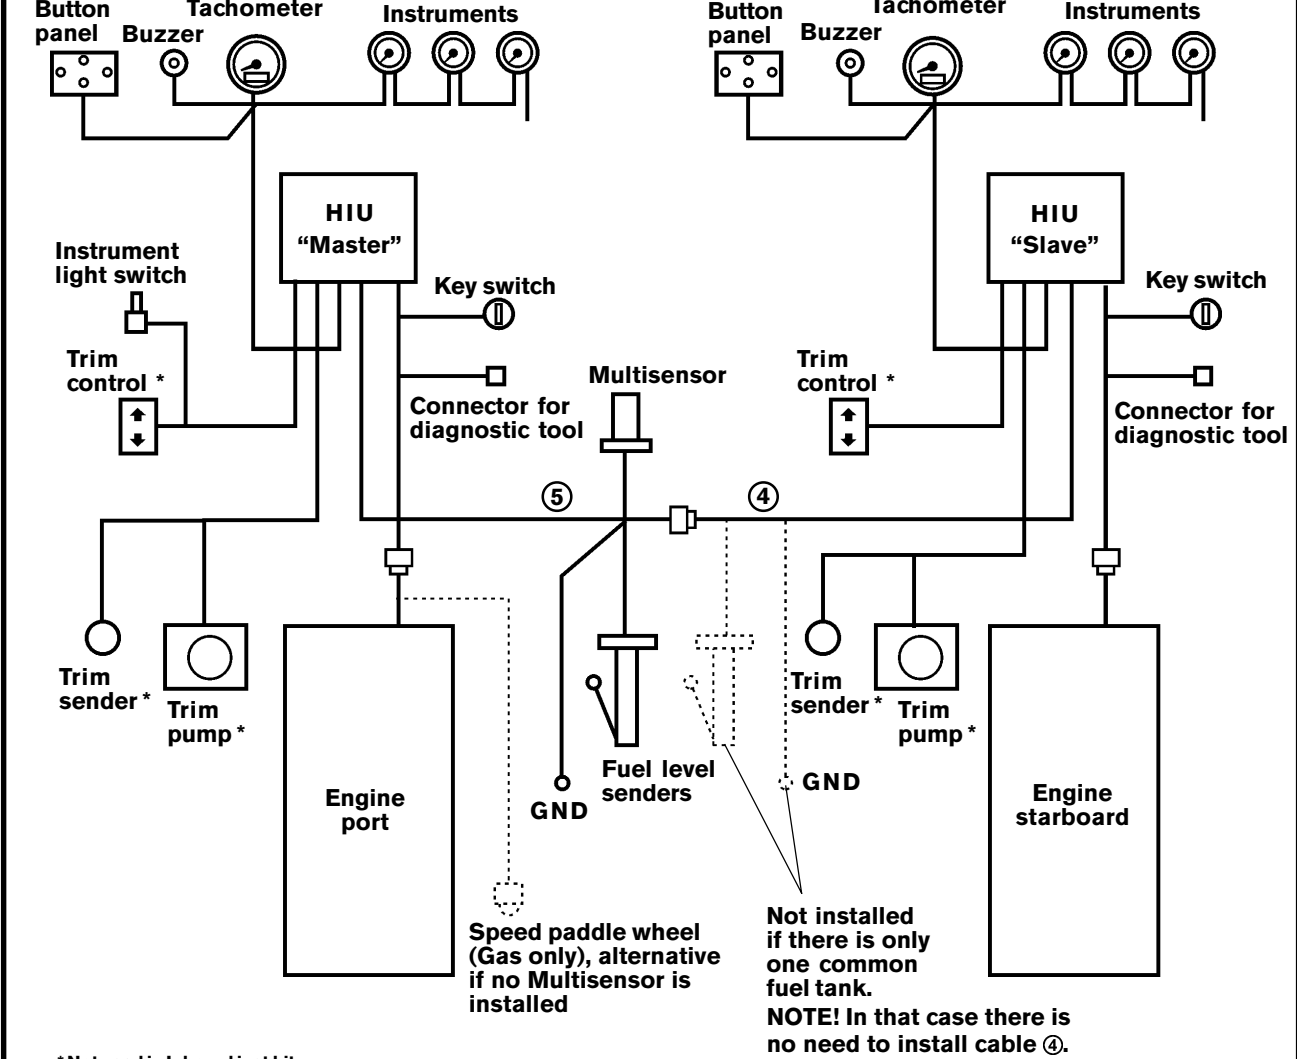 Button
panel
Buzzer
Tachometer
Instruments
Button
panel
Buzzer
Tachometer
Instruments
HIU
“Master”
HIU
“Slave”
Instrument
light switch
Key switch
Key switch
Trim
control *
Multisensor
Trim
control *
Connector for
diagnostic tool
Connector for
diagnostic tool
5
4
Trim
sender *
Trim
pump *
Trim
sender *
Trim
pump *
Engine
port
GND
Fuel level
senders
GND
Engine
starboard
Speed paddle wheel
(Gas only), alternative
if no Multisensor is
installed
Not installed
if there is only
one common
fuel tank.
NOTE! In that case there is
no need to install cable ④.